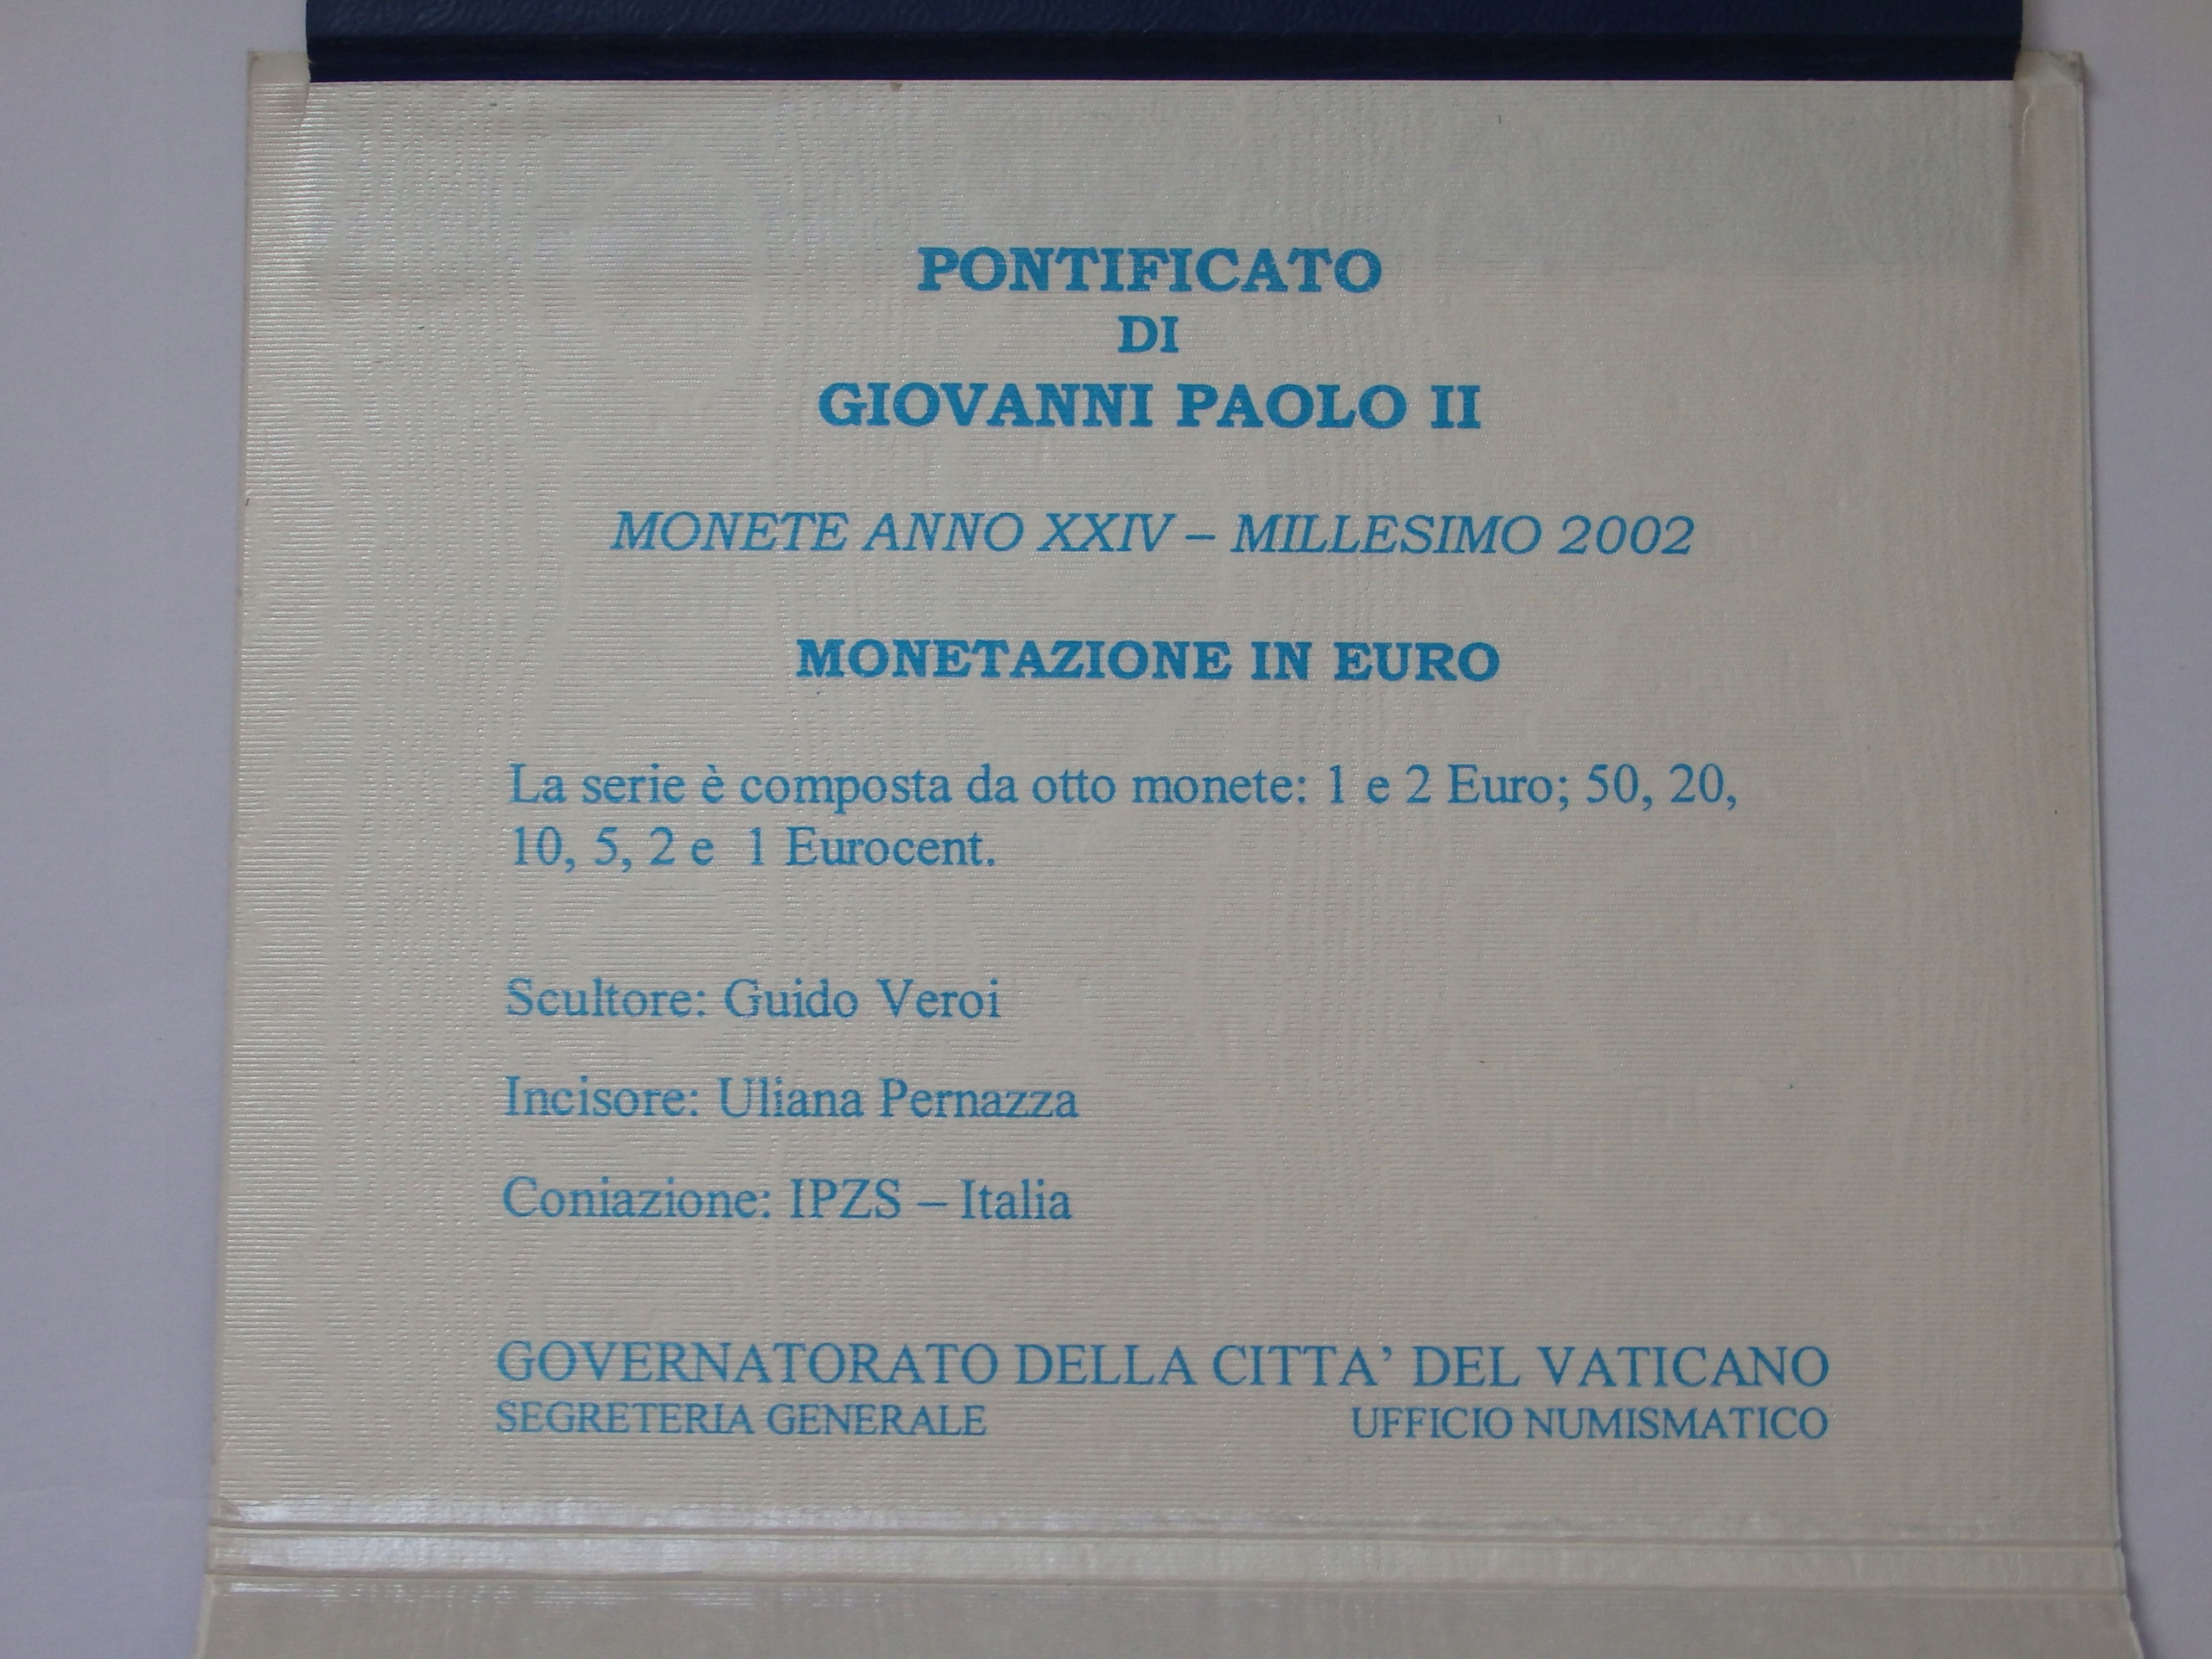 PONTIFICATO
DI
GIOVANNI PAOLO II
MONETE ANNO XXIV – MILLESIMO 2002
MONETAZIONE IN EURO
La serie è composta da otto monete: 1 e 2 Euro; 50, 20,
10, 5, 2 e 1 Eurocent.
Scultore: Guido Veroi
Incisore: Uliana Pernazza
Coniazione: IPZS – Italia
GOVERNATORATO DELLA CITTA’ DEL VATICANO
SEGRETERIA GENERALE UFFICIO NUMISMATICO